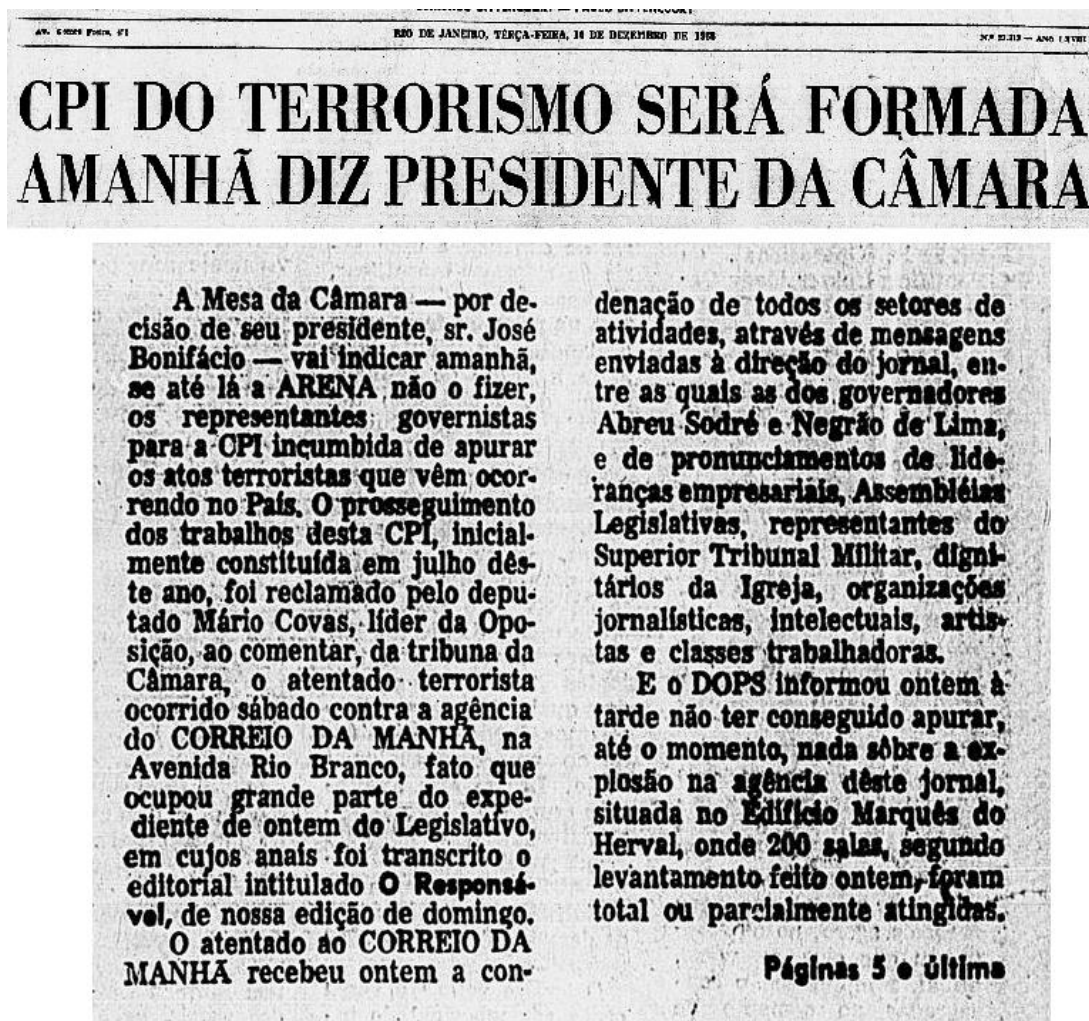 Av. Gomes Freire, 471
RIO DE JANEIRO, TÊRÇA-FEIRA, 10 DE DEZEMBRO DE 1968
CPI DO TERRORISMO SERÁ FORMADA
AMANHÃ DIZ PRESIDENTE DA CÂMARA
A Mesa da Câmara — por de-
cisão de seu presidente, sr. José
Bonifácio — vai indicar amanhã,
se até lá a ARENA não o fizer,
os representantes governistas
para a CPI incumbida de apurar
os atos terroristas que vêm ocor-
rendo no País. O prosseguimento
dos trabalhos desta CPI, inicial-
mente constituída em julho dês-
te ano, foi reclamado pelo depu-
tado Mário Covas, líder da Opo-
sição, ao comentar, da tribuna da
Câmara, o atentado terrorista
ocorrido sábado contra a agência
do CORREIO DA MANHÃ, na
Avenida Rio Branco, fato que
ocupou grande parte do expe-
diente de ontem do Legislativo,
em cujos anais foi transcrito o
editorial intitulado O Responsá-
vel, de nossa edição de domingo.
O atentado ao CORREIO DA
MANHÃ recebeu ontem a con-
denação de todos os setores de
atividades, através de mensagens
enviadas à direção do jornal, en-
tre as quais as dos governadores
Abreu Sodré e Negrão de Lima,
e de pronunciamentos de lide-
ranças empresariais, Assembléias
Legislativas, representantes do
Superior Tribunal Militar, digni-
tários da Igreja, organizações
jornalísticas, intelectuais, artis-
tas e classes trabalhadoras.
E o DOPS informou ontem à
tarde não ter conseguido apurar,
até o momento, nada sôbre a ex-
plosão na agência dêste jornal,
situada no Edifício Marquês do
Herval, onde 200 salas, segundo
levantamento feito ontem, foram
total ou parcialmente atingidas.
Páginas 5 e última